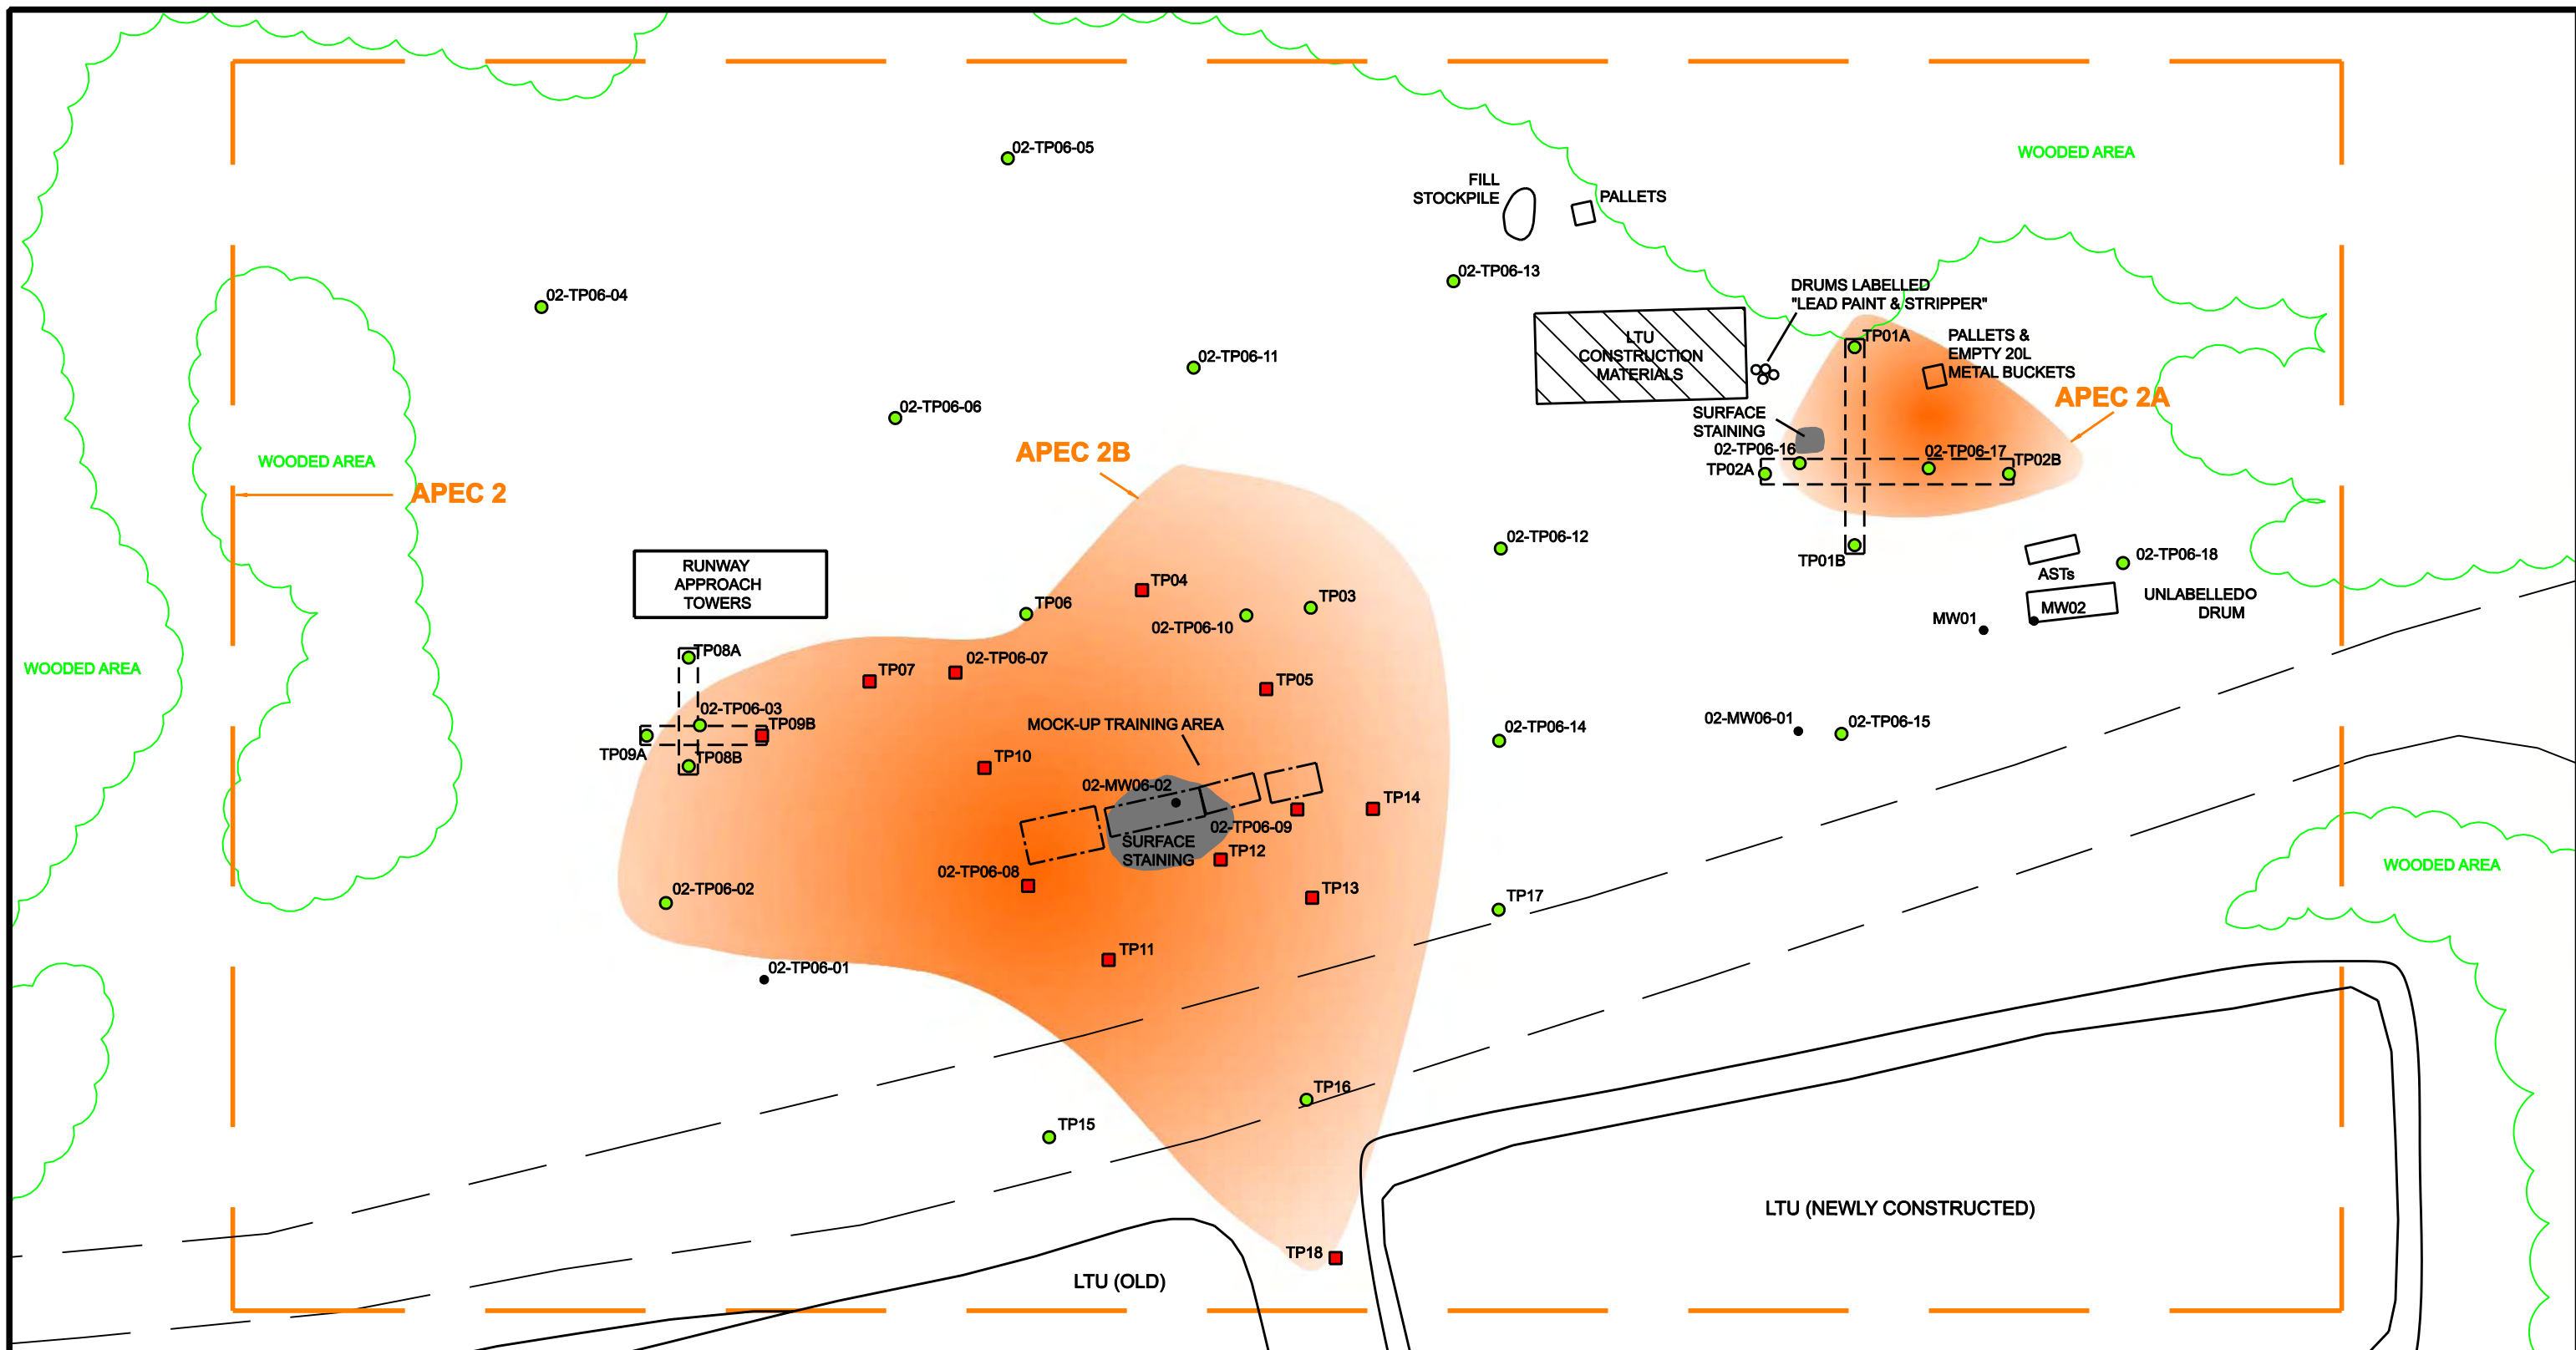 02-TP06-05
WOODED AREA
FILL
STOCKPILE
PALLETS
02-TP06-13
02-TP06-04
DRUMS LABELLED
"LEAD PAINT & STRIPPER"
LTU
CONSTRUCTION
MATERIALS
TP01A
PALLETS &
EMPTY 20L
METAL BUCKETS
02-TP06-11
APEC 2A
02-TP06-06
SURFACE
STAINING
APEC 2B
02-TP06-16
02-TP06-17
TP02A
TP02B
WOODED AREA
APEC 2
02-TP06-12
TP01B
02-TP06-18
ASTs
RUNWAY
APPROACH
TOWERS
TP04
TP06
TP03
02-TP06-10
MW02
UNLABELLEDO
DRUM
MW01
TP08A
WOODED AREA
TP07
02-TP06-07
TP05
02-TP06-03
TP09B
MOCK-UP TRAINING AREA
02-TP06-14
02-MW06-01
02-TP06-15
TP09A
TP08B
TP10
02-MW06-02
TP14
02-TP06-09
SURFACE
STAINING
TP12
WOODED AREA
02-TP06-08
02-TP06-02
TP13
TP17
TP11
02-TP06-01
TP16
TP15
LTU (NEWLY CONSTRUCTED)
TP18
LTU (OLD)